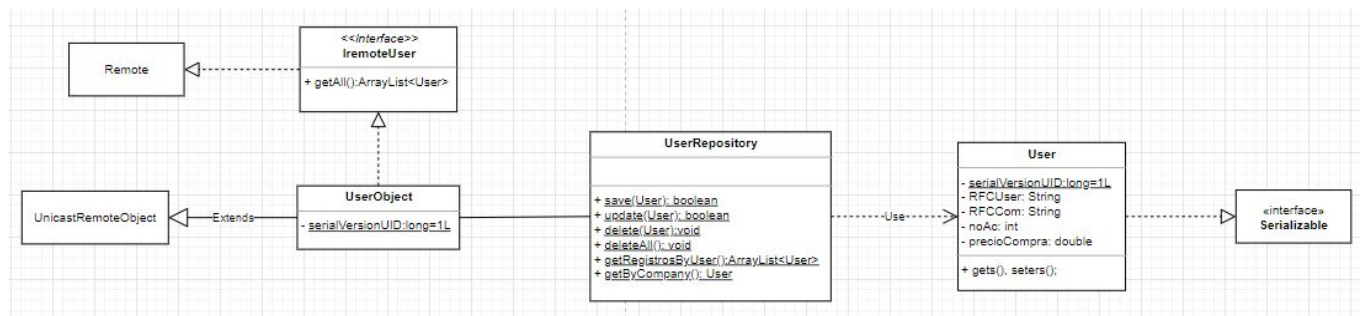 <<Interface>>
IremoteUser
+ getAll():ArrayList<User>
Remote
UnicastRemoteObject
Extends
UserObject
- serialVersionUID:long=1L
UserRepository
+ save(User): boolean
+ update(User): boolean
+ delete(User):void
+ deleteAll(): void
+ getRegistrosByUser():ArrayList<User>
+ getByCompany(): User
Use
User
- serialVersionUID:long=1L
- RFCUser: String
- RFCCom: String
- noAc: int
- precioCompra: double
+ gets(), seters();
«interface»
Serializable